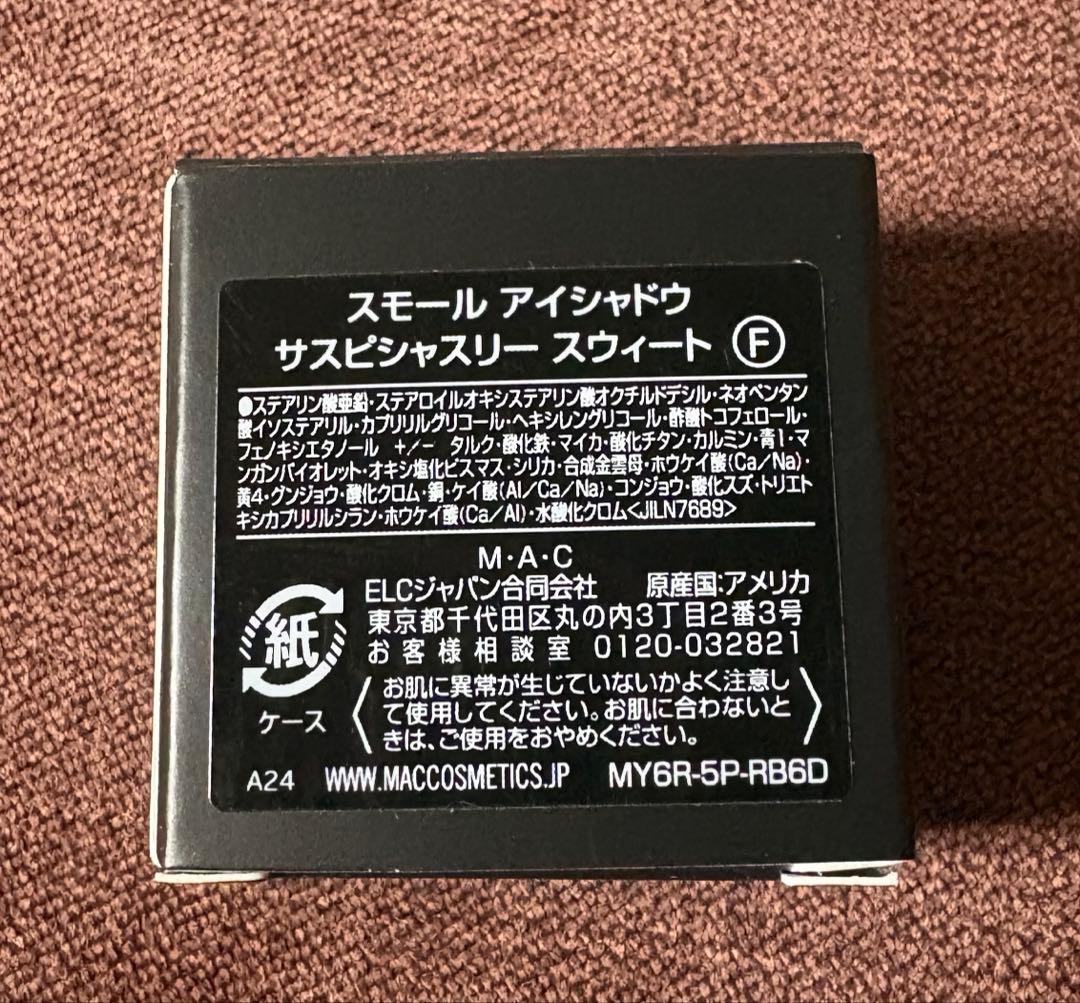 スモール アイシャドウ
サスピシャスリー スウィート Ⓕ
●ステアリン酸亜鉛・ステアロイルオキシステアリン酸オクチルドデシル・ネオペンタン
酸イソステアリル・カプリリルグリコール・ヘキシレングリコール・酢酸トコフェロール・
フェノキシエタノール +/− タルク・酸化鉄・マイカ・酸化チタン・カルミン・青1・マ
ンガンバイオレット・オキシ塩化ビスマス・シリカ・合成金雲母・ホウケイ酸(Ca/Na)・
黄4・グンジョウ・酸化クロム・銅・ケイ酸(Al/Ca/Na)・コンジョウ・酸化スズ・トリエト
キシカプリリルシラン・ホウケイ酸(Ca/Al)・水酸化クロム<JILN7689>
M・A・C
ELCジャパン合同会社 原産国:アメリカ
東京都千代田区丸の内3丁目2番3号
お客様相談室 0120-032821
紙
ケース
お肌に異常が生じていないかよく注意し
て使用してください。お肌に合わないと
きは、ご使用をおやめください。
A24 WWW.MACCOSMETICS.JP MY6R-5P-RB6D